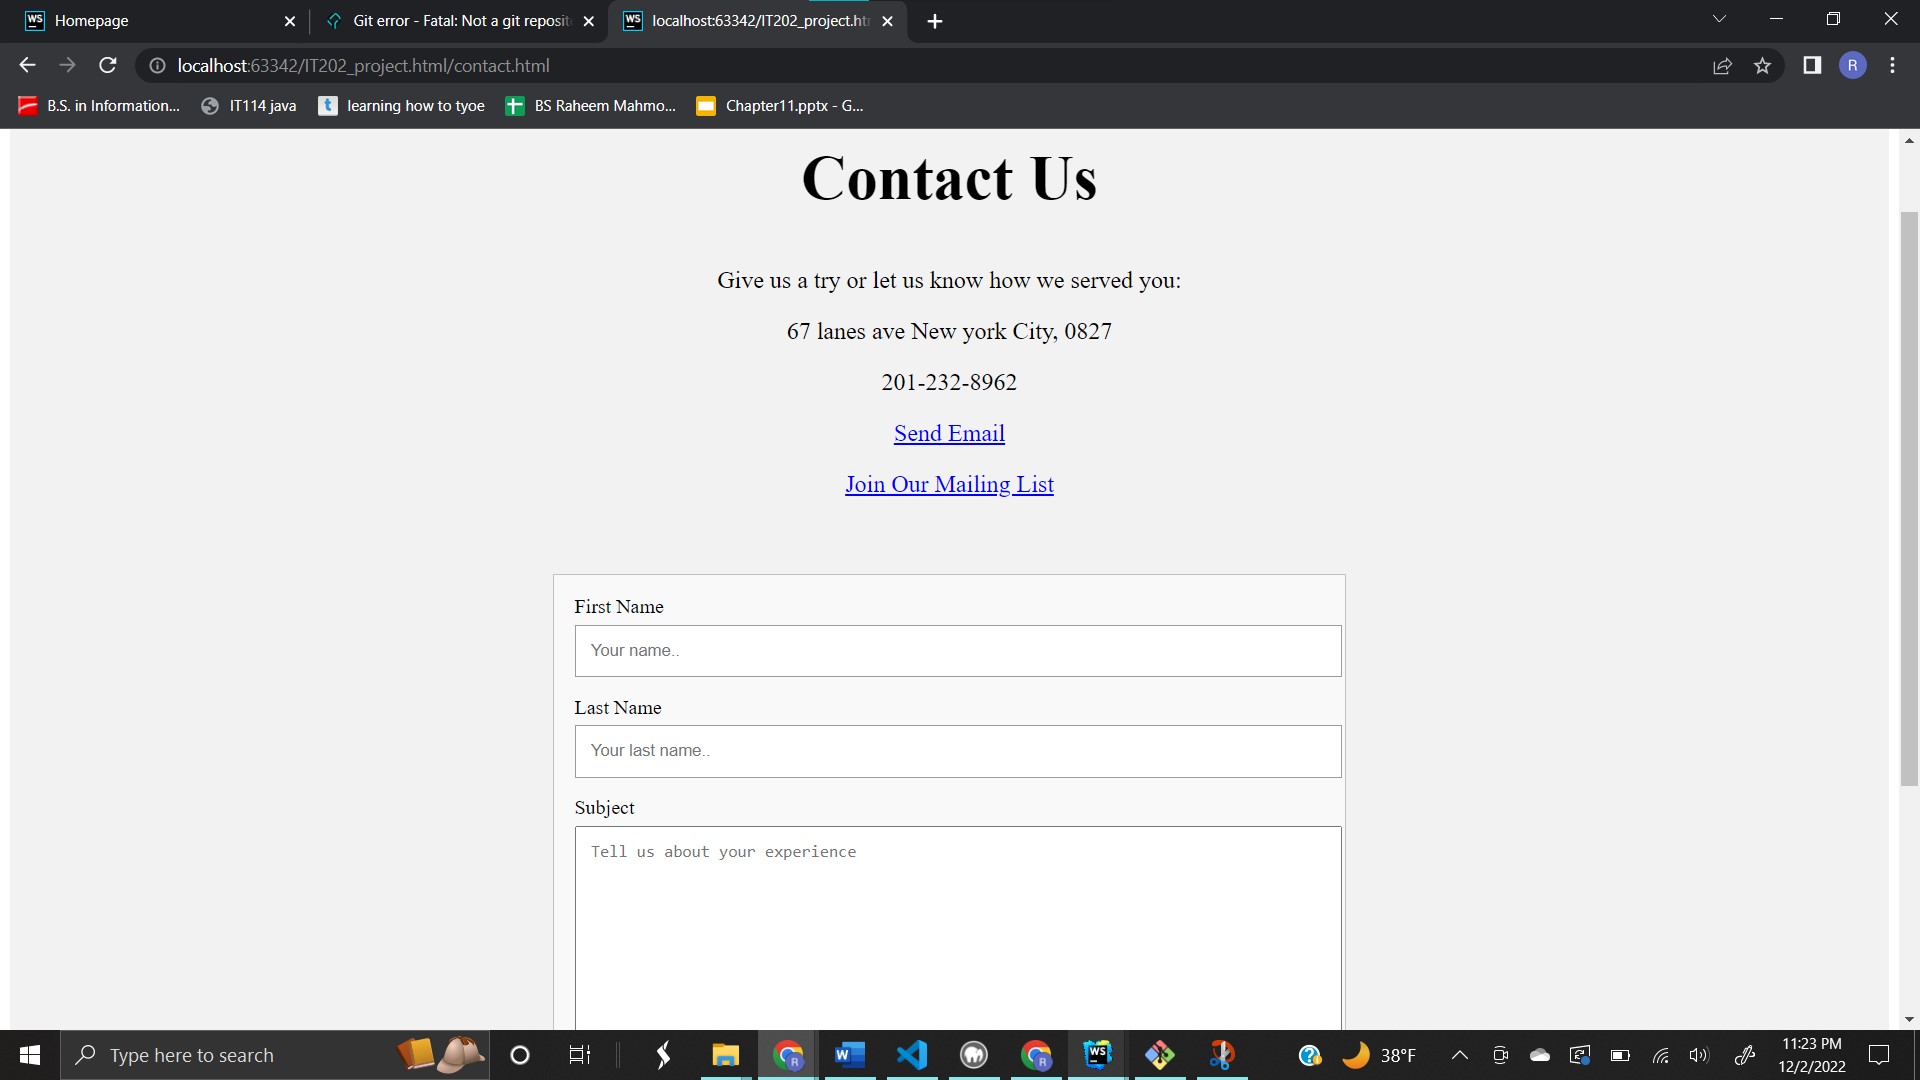 Homepage
Git error - Fatal: Not a git reposit
localhost:63342/IT202_project.ht
localhost:63342/IT202_project.html/contact.html
R
B.S. in Information...
IT114 java
learning how to tyoe
BS Raheem Mahmo...
Chapter11.pptx - G...
Contact Us
Give us a try or let us know how we served you:
67 lanes ave New york City, 0827
201-232-8962
Send Email
Join Our Mailing List
First Name
Your name..
Last Name
Your last name..
Subject
Tell us about your experience
Type here to search
38°F
11:23 PM
12/2/2022